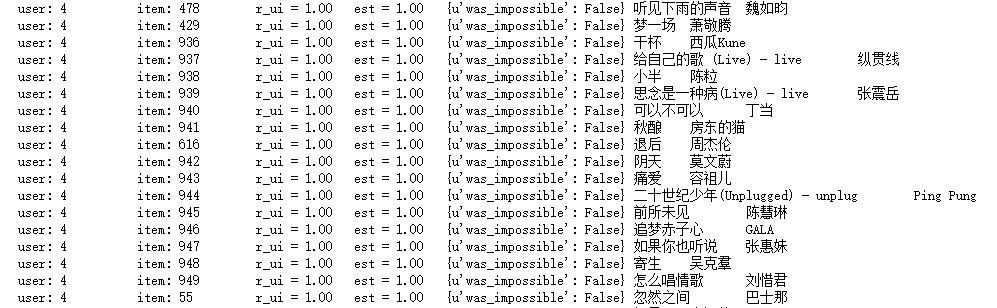 user: 4 item: 478 r_ui = 1.00 est = 1.00 {u'was_impossible': False} 听见下雨的声音 魏如昀
user: 4 item: 429 r_ui = 1.00 est = 1.00 {u'was_impossible': False} 梦一场 萧敬腾
user: 4 item: 936 r_ui = 1.00 est = 1.00 {u'was_impossible': False} 干杯 西瓜Kune
user: 4 item: 937 r_ui = 1.00 est = 1.00 {u'was_impossible': False} 给自己的歌 (Live) - live 纵贯线
user: 4 item: 938 r_ui = 1.00 est = 1.00 {u'was_impossible': False} 小半 陈粒
user: 4 item: 939 r_ui = 1.00 est = 1.00 {u'was_impossible': False} 思念是一种病(Live) - live 张震岳
user: 4 item: 940 r_ui = 1.00 est = 1.00 {u'was_impossible': False} 可以不可以 丁当
user: 4 item: 941 r_ui = 1.00 est = 1.00 {u'was_impossible': False} 秋酿 房东的猫
user: 4 item: 616 r_ui = 1.00 est = 1.00 {u'was_impossible': False} 退后 周杰伦
user: 4 item: 942 r_ui = 1.00 est = 1.00 {u'was_impossible': False} 阴天 莫文蔚
user: 4 item: 943 r_ui = 1.00 est = 1.00 {u'was_impossible': False} 痛爱 容祖儿
user: 4 item: 944 r_ui = 1.00 est = 1.00 {u'was_impossible': False} 二十世纪少年(Unplugged) - unplug Ping Pung
user: 4 item: 945 r_ui = 1.00 est = 1.00 {u'was_impossible': False} 前所未见 陈慧琳
user: 4 item: 946 r_ui = 1.00 est = 1.00 {u'was_impossible': False} 追梦赤子心 GALA
user: 4 item: 947 r_ui = 1.00 est = 1.00 {u'was_impossible': False} 如果你也听说 张惠妹
user: 4 item: 948 r_ui = 1.00 est = 1.00 {u'was_impossible': False} 寄生 吴克羣
user: 4 item: 949 r_ui = 1.00 est = 1.00 {u'was_impossible': False} 怎么唱情歌 刘惜君
user: 4 item: 55 r_ui = 1.00 est = 1.00 {u'was_impossible': False} 忽然之间 巴士那